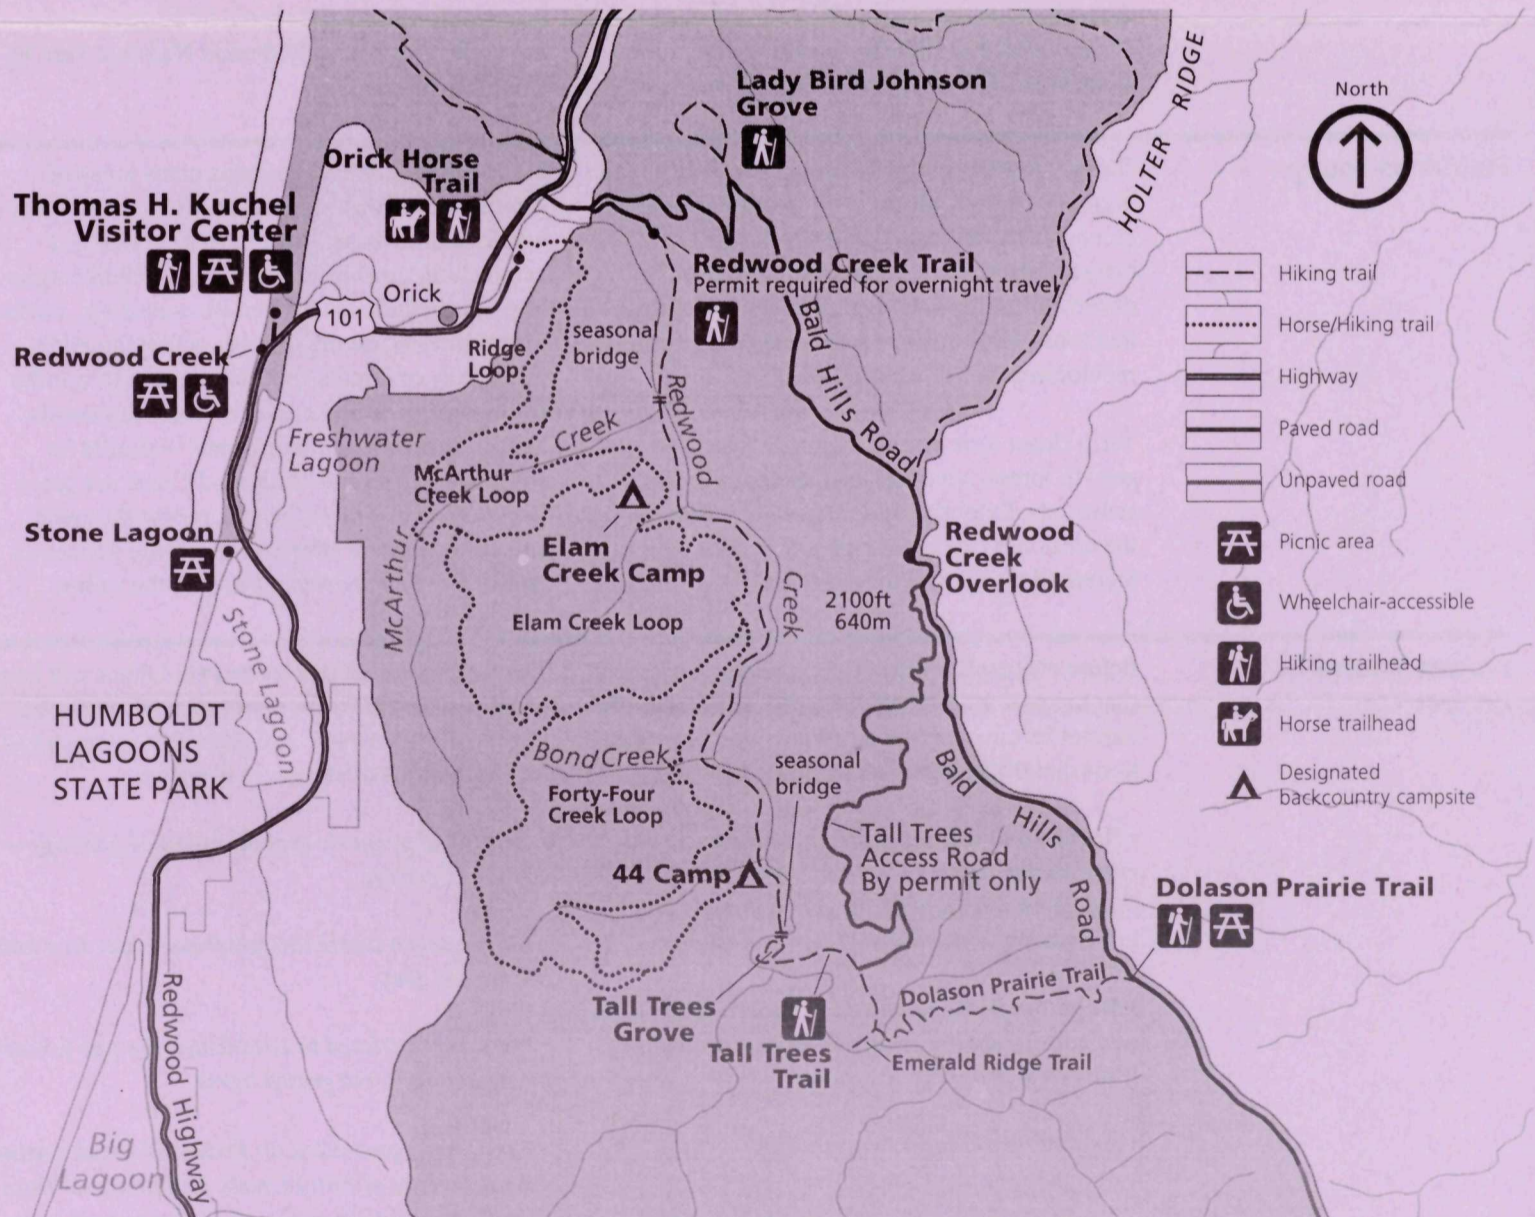 North
Lady Bird Johnson
Grove
HOLTER RIDGE
Orick Horse
Trail
Thomas H. Kuchel
Visitor Center
Redwood Creek Trail
Permit required for overnight travel
Orick
101
Redwood Creek
Ridge
Loop
seasonal
bridge
Bald Hills Road
Redwood
Creek
Freshwater
Lagoon
McArthur
Creek Loop
McArthur
Creek
Stone Lagoon
Elam
Creek Camp
Elam Creek Loop
Redwood
Creek
Overlook
2100ft
640m
Stone Lagoon
HUMBOLDT
LAGOONS
STATE PARK
Bond Creek
seasonal
bridge
Forty-Four
Creek Loop
44 Camp
Tall Trees
Access Road
By permit only
Bald
Hills
Road
Dolason Prairie Trail
Dolason Prairie Trail
Tall Trees
Grove
Tall Trees
Trail
Emerald Ridge Trail
Redwood Highway
Big
Lagoon
Hiking trail
Horse/Hiking trail
Highway
Paved road
Unpaved road
Picnic area
Wheelchair-accessible
Hiking trailhead
Horse trailhead
Designated
backcountry campsite